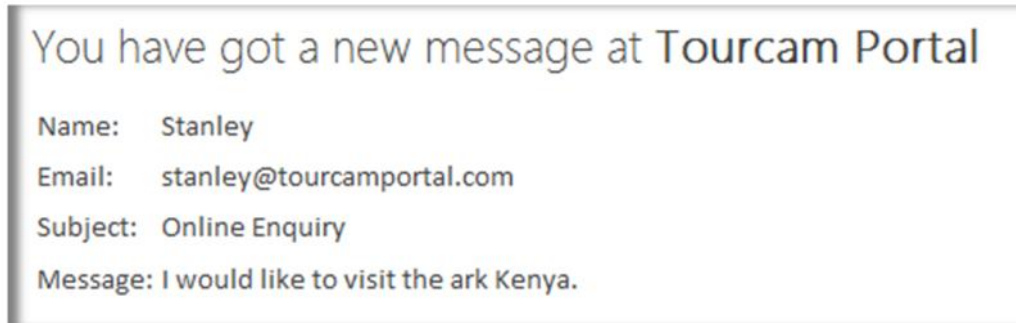 You have got a new message at Tourcam Portal
Name: Stanley
Email: stanley@tourcamportal.com
Subject: Online Enquiry
Message: I would like to visit the ark Kenya.